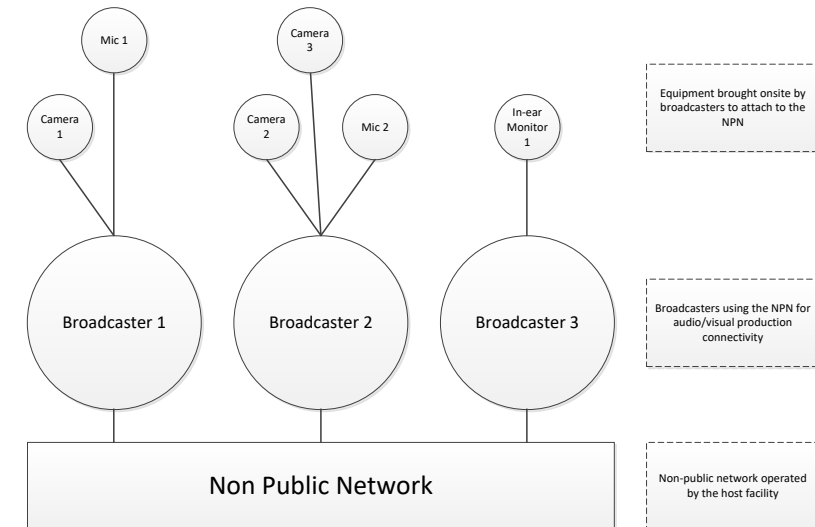 Mic 1
Camera
3
Camera
1
Camera
2
Mic 2
In-ear
Monitor
1
Equipment brought onsite by
broadcasters to attach to the
NPN
Broadcaster 1
Broadcaster 2
Broadcaster 3
Broadcasters using the NPN for
audio/visual production
connectivity
Non Public Network
Non-public network operated
by the host facility